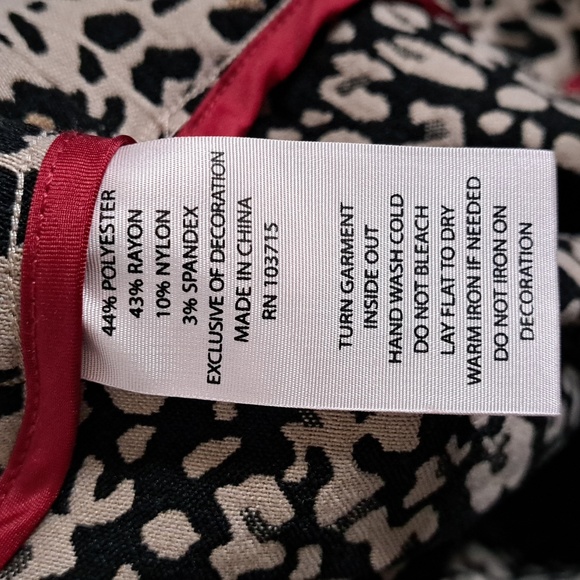 44% POLYESTER
43% RAYON
10% NYLON
3% SPANDEX
EXCLUSIVE OF DECORATION
MADE IN CHINA
RN 103715
TURN GARMENT
INSIDE OUT
HAND WASH COLD
DO NOT BLEACH
LAY FLAT TO DRY
WARM IRON IF NEEDED
DO NOT IRON ON
DECORATION